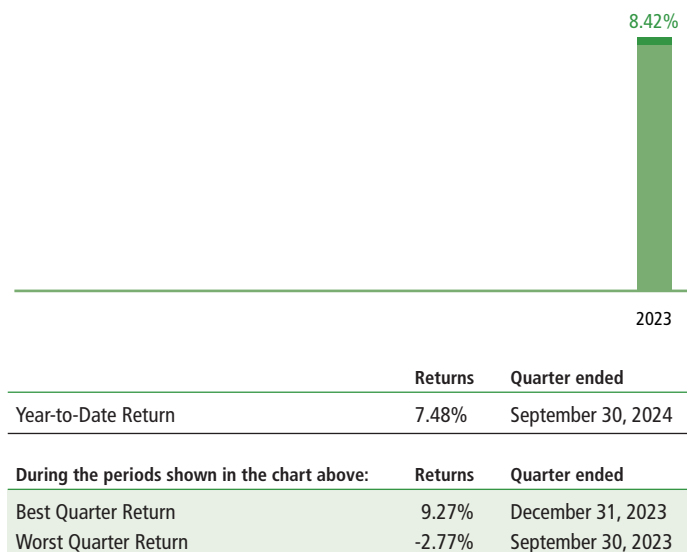 8.42%
2023
Returns Quarter ended
Year-to-Date Return 7.48% September 30, 2024
During the periods shown in the chart above: Returns Quarter ended
Best Quarter Return 9.27% December 31, 2023
Worst Quarter Return -2.77% September 30, 2023